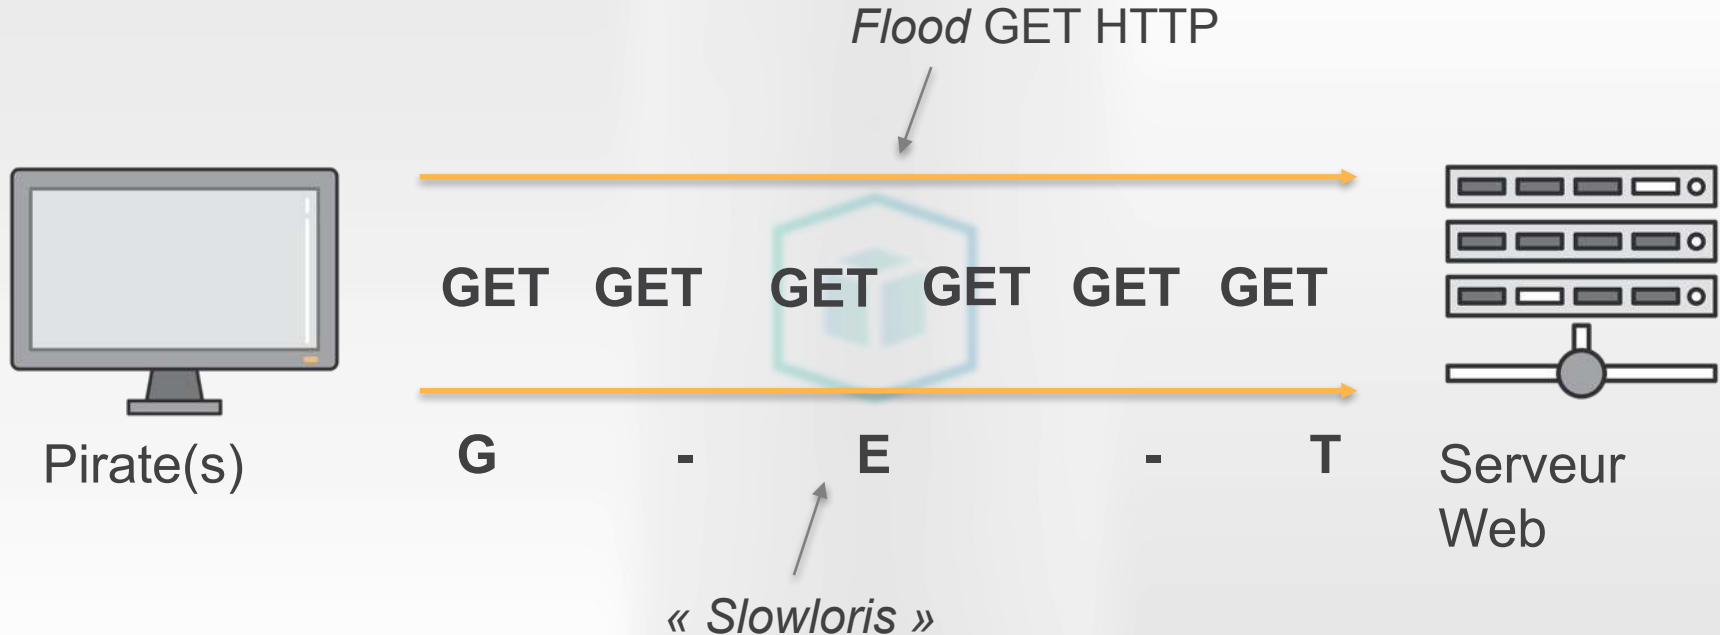 Flood GET HTTP
GET GET GET GET GET GET
G - E - T
Pirate(s)
Serveur
Web
« Slowloris »